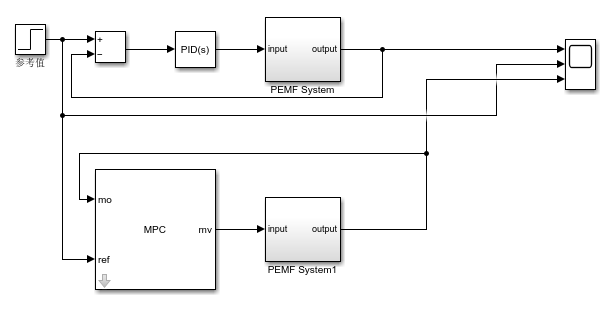 参考值
+
−
PID(s)
input
output
PEMF System
mo
MPC
mv
ref
input
output
PEMF System1